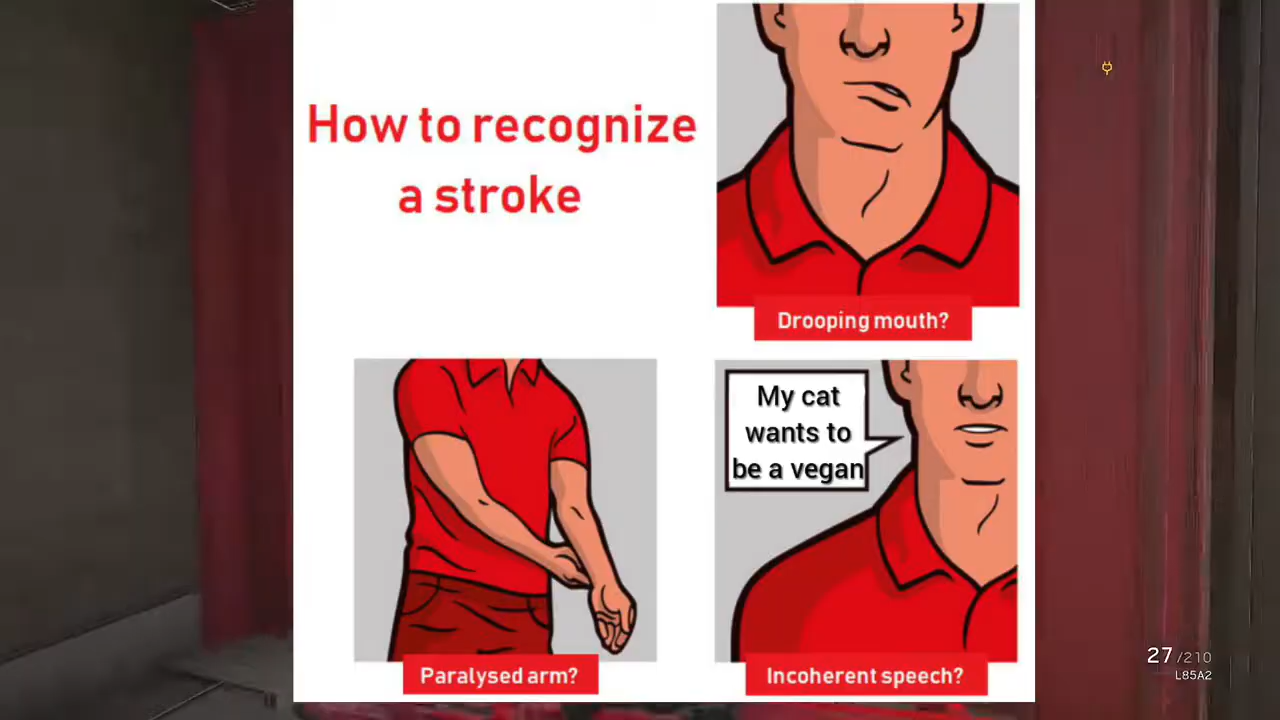 How to recognize
a stroke
Drooping mouth?
My cat
wants to
be a vegan
Paralysed arm?
Incoherent speech?
27 /210
L85A2